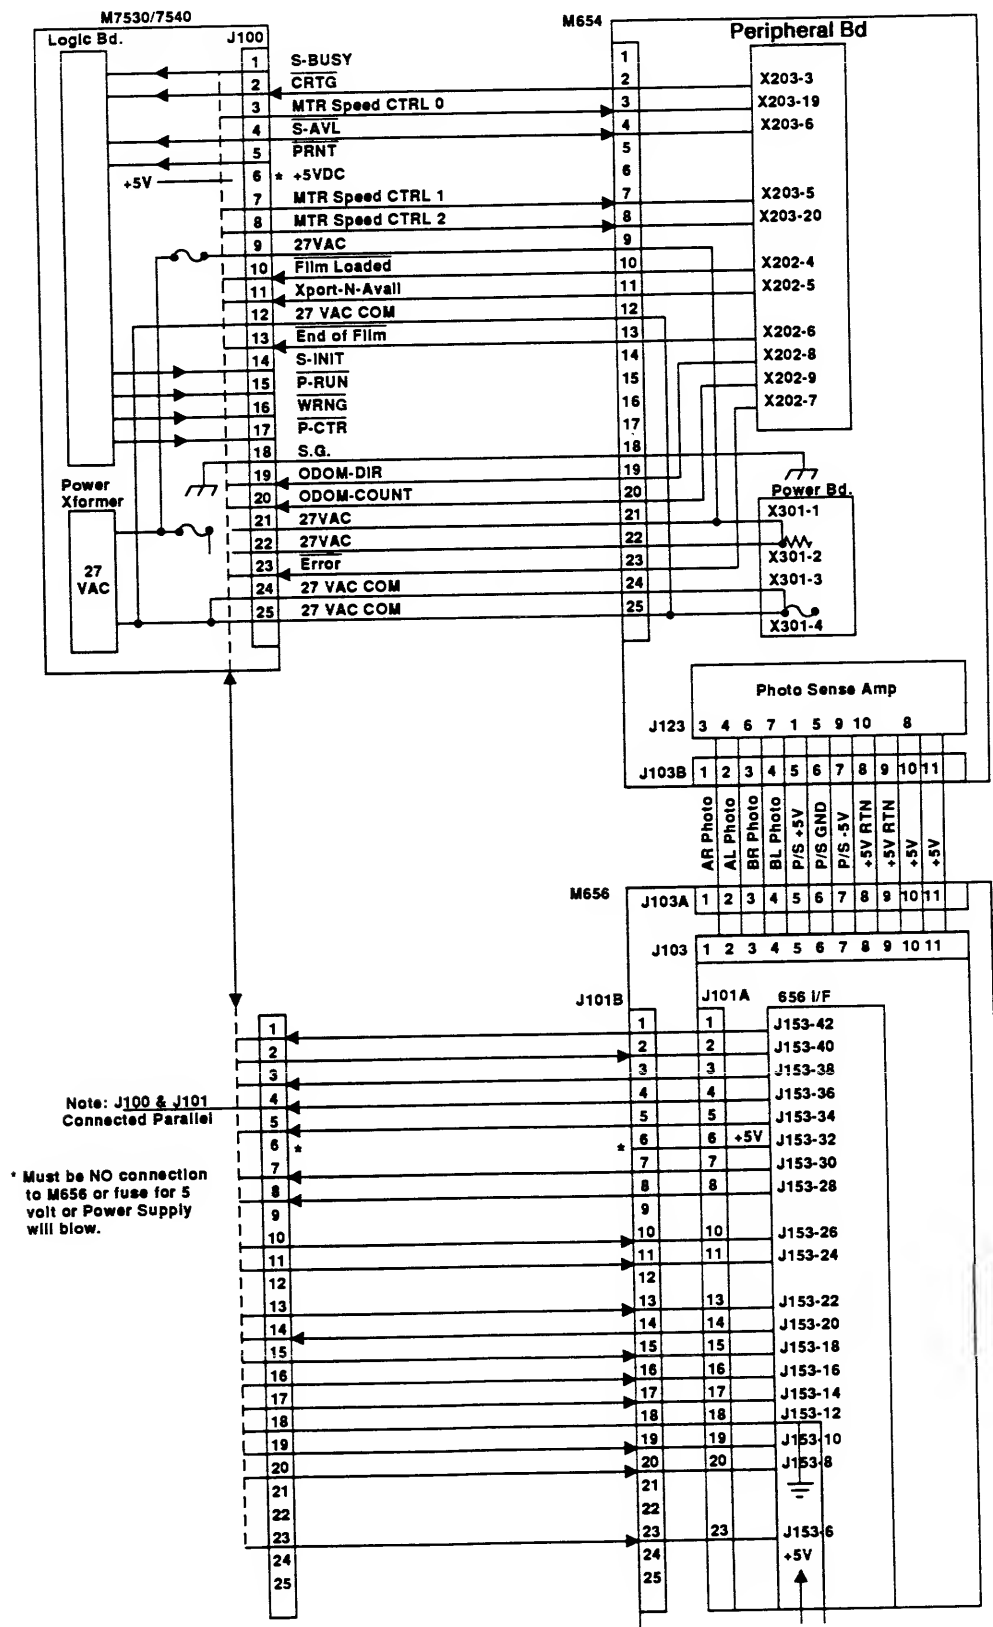 M7530/7540
Logic Bd.
J100
M654
Peripheral Bd
1 S-BUSY 1
2 CRTG 2 X203-3
3 MTR Speed CTRL 0 3 X203-19
4 S-AVL 4 X203-6
5 PRNT 5
+5V 6 * +5VDC 6
7 MTR Speed CTRL 1 7 X203-5
8 MTR Speed CTRL 2 8 X203-20
9 27VAC 9
10 Film Loaded 10 X202-4
11 Xport-N-Avail 11 X202-5
12 27 VAC COM 12
13 End of Film 13 X202-6
14 S-INIT 14 X202-8
15 P-RUN 15 X202-9
16 WRNG 16 X202-7
17 P-CTR 17
18 S.G. 18
19 ODOM-DIR 19
20 ODOM-COUNT 20
21 27VAC 21
22 27VAC 22
23 Error 23
24 27 VAC COM 24
25 27 VAC COM 25
Power
Xformer
27
VAC
Power Bd.
X301-1
X301-2
X301-3
X301-4
Photo Sense Amp
J123 3 4 6 7 1 5 9 10 8
J103B 1 2 3 4 5 6 7 8 9 10 11
AR Photo
AL Photo
BR Photo
BL Photo
P/S +5V
P/S GND
P/S -5V
+5V RTN
+5V RTN
+5V
+5V
M656
J103A 1 2 3 4 5 6 7 8 9 10 11
J103 1 2 3 4 5 6 7 8 9 10 11
J101B J101A 656 I/F
1 1 1 J153-42
2 2 2 J153-40
3 3 3 J153-38
4 4 4 J153-36
5 5 5 J153-34
6 * * 6 6 +5V J153-32
7 7 7 J153-30
8 8 8 J153-28
9 9
10 10 10 J153-26
11 11 11 J153-24
12 12
13 13 13 J153-22
14 14 14 J153-20
15 15 15 J153-18
16 16 16 J153-16
17 17 17 J153-14
18 18 18 J153-12
19 19 19 J153-10
20 20 20 J153-8
21 21
22 22
23 23 23 J153-6
24 24 +5V
25 25
Note: J100 & J101
Connected Parallel
* Must be NO connection
to M656 or fuse for 5
volt or Power Supply
will blow.